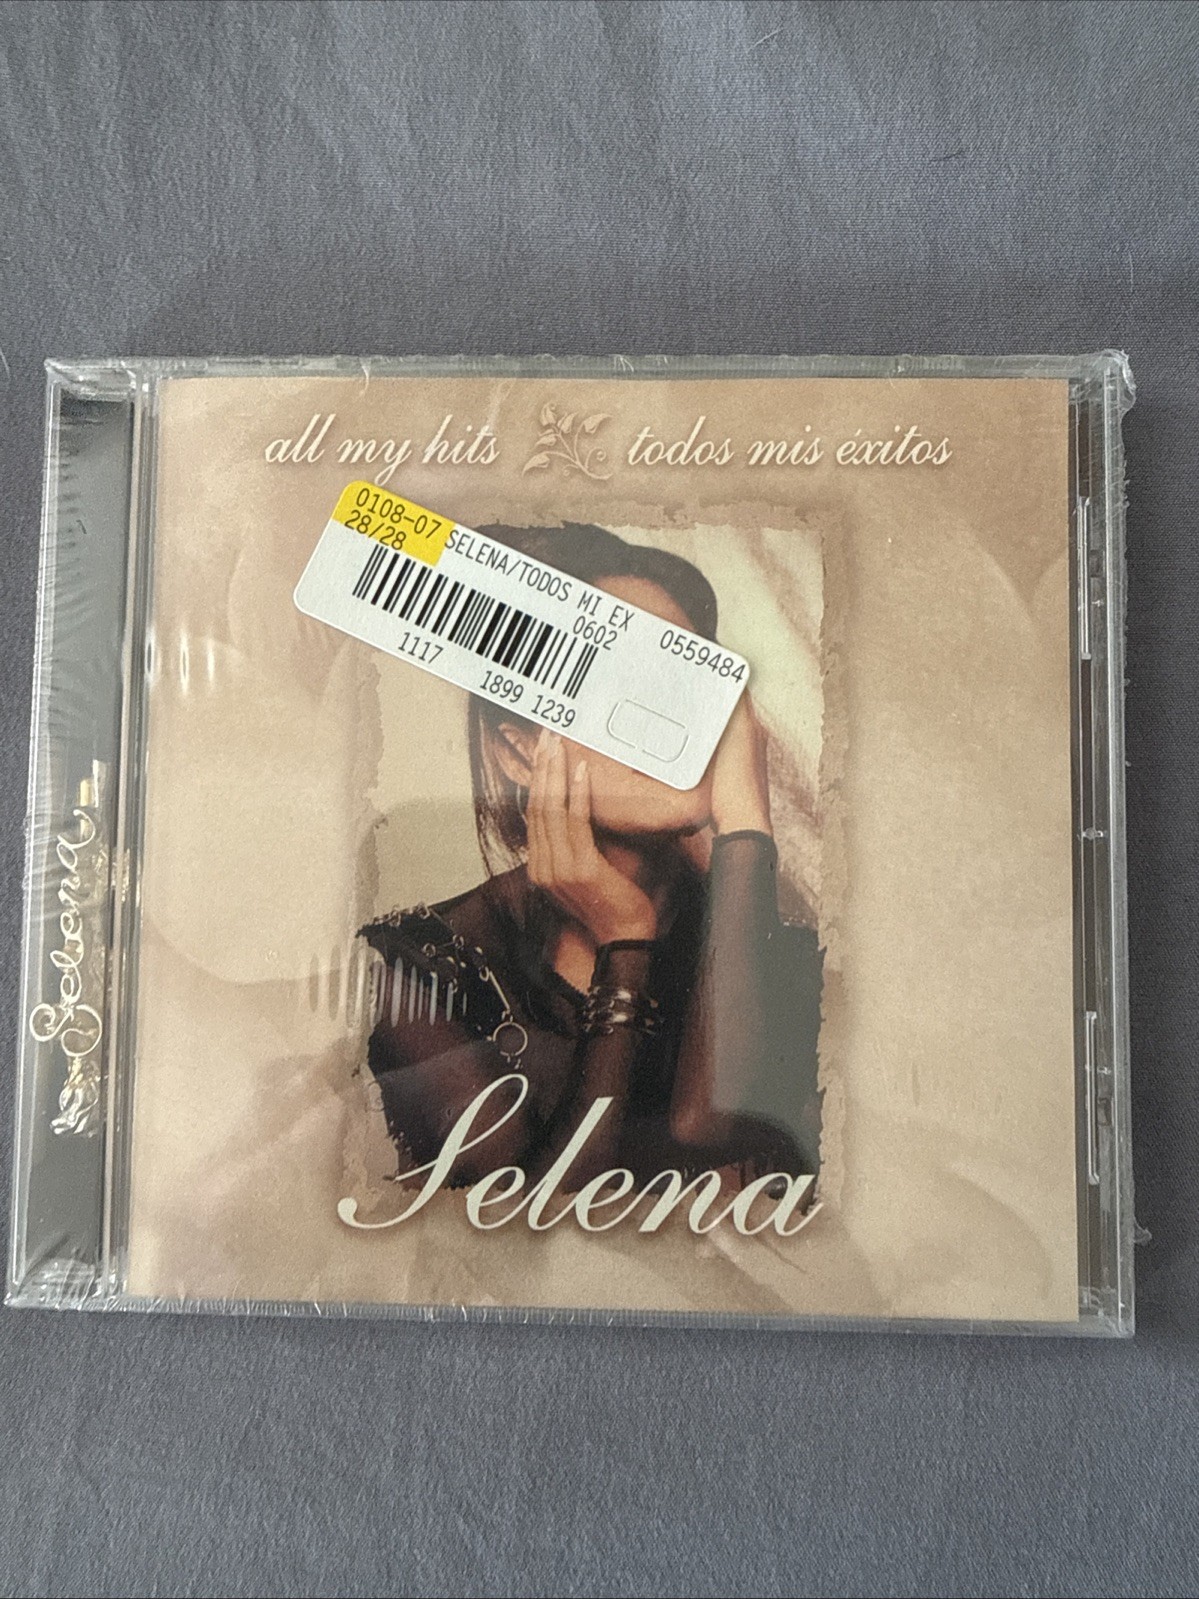 all my hits todos mis éxitos
0108-07
28/28
SELENA/TODOS MI EX
0602
0559484
1117
1899 1239
Selena
Selena